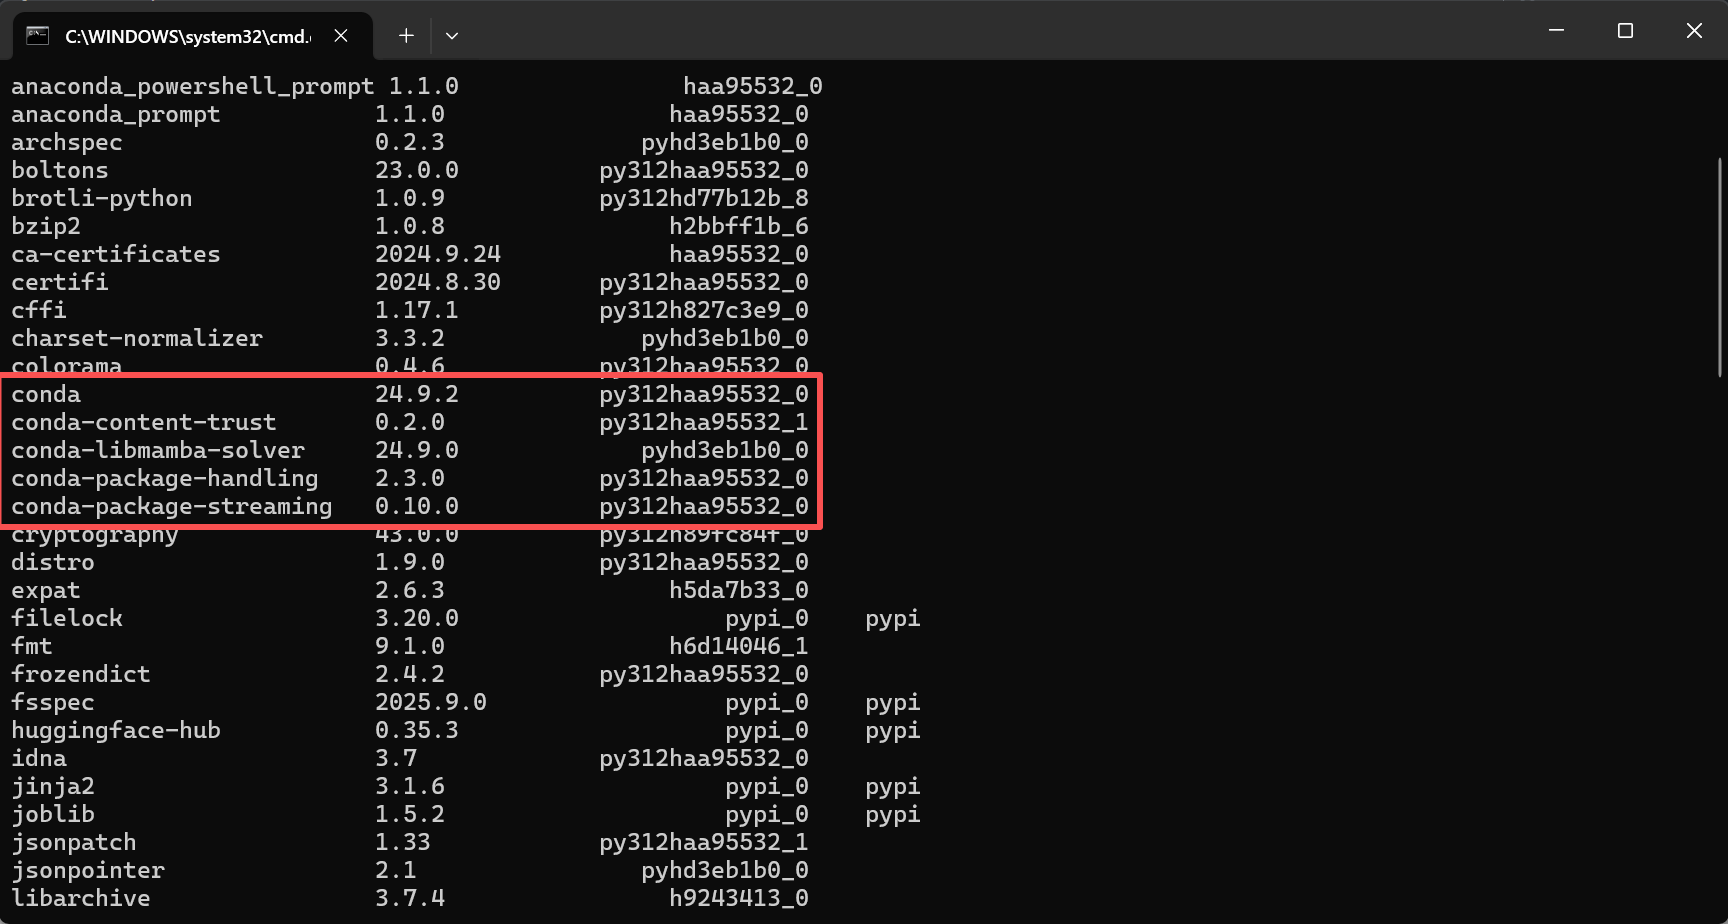 C:\WINDOWS\system32\cmd.
anaconda_powershell_prompt 1.1.0 haa95532_0
anaconda_prompt 1.1.0 haa95532_0
archspec 0.2.3 pyhd3eb1b0_0
boltons 23.0.0 py312haa95532_0
brotli-python 1.0.9 py312hd77b12b_8
bzip2 1.0.8 h2bbff1b_6
ca-certificates 2024.9.24 haa95532_0
certifi 2024.8.30 py312haa95532_0
cffi 1.17.1 py312h827c3e9_0
charset-normalizer 3.3.2 pyhd3eb1b0_0
colorama 0.4.6 py312haa95532_0
conda 24.9.2 py312haa95532_0
conda-content-trust 0.2.0 py312haa95532_1
conda-libmamba-solver 24.9.0 pyhd3eb1b0_0
conda-package-handling 2.3.0 py312haa95532_0
conda-package-streaming 0.10.0 py312haa95532_0
cryptography 43.0.0 py312h89fc84f_0
distro 1.9.0 py312haa95532_0
expat 2.6.3 h5da7b33_0
filelock 3.20.0 pypi_0 pypi
fmt 9.1.0 h6d14046_1
frozendict 2.4.2 py312haa95532_0
fsspec 2025.9.0 pypi_0 pypi
huggingface-hub 0.35.3 pypi_0 pypi
idna 3.7 py312haa95532_0
jinja2 3.1.6 pypi_0 pypi
joblib 1.5.2 pypi_0 pypi
jsonpatch 1.33 py312haa95532_1
jsonpointer 2.1 pyhd3eb1b0_0
libarchive 3.7.4 h9243413_0